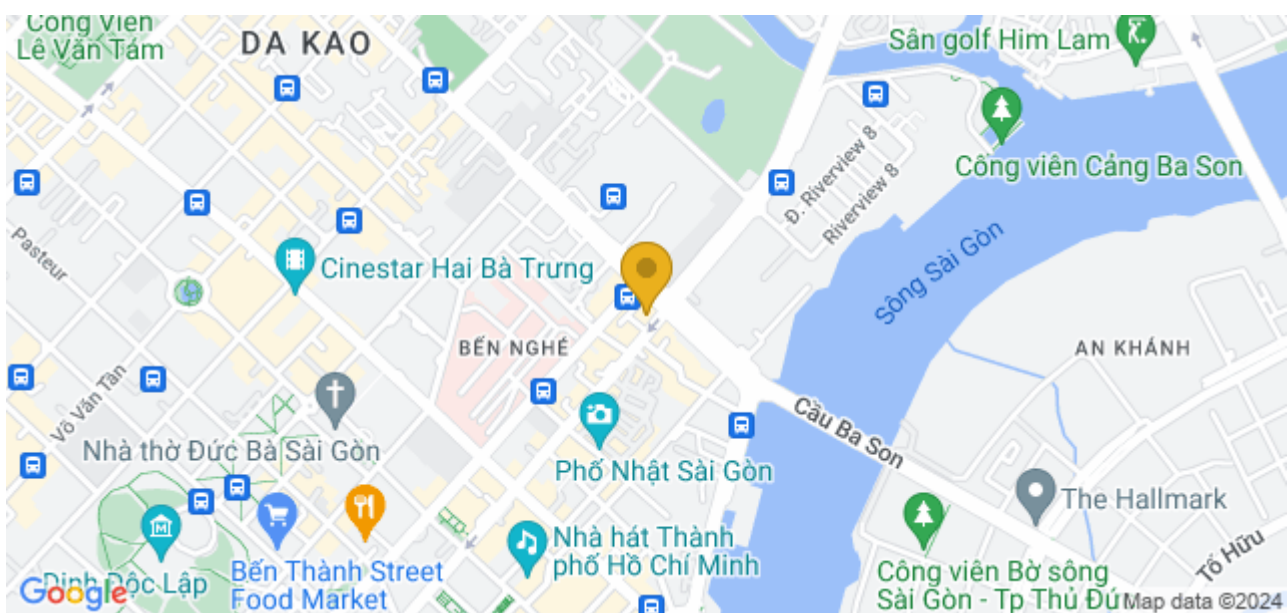 Công Viên
Lê Văn Tám
DA KAO
Sân golf Him Lam
K.
Công viên Cảng Ba Son
Đ. Riverview 8
Riverview 8
Pasteur
Cinestar Hai Bà Trưng
Sông Sài Gòn
BẾN NGHÉ
AN KHÁNH
Võ Văn Tần
Cầu Ba Son
Nhà thờ Đức Bà Sài Gòn
Phố Nhật Sài Gòn
The Hallmark
Nhà hát Thành
phố Hồ Chí Minh
Tố Hữu
Dinh Độc Lập
Bến Thành Street
Food Market
Công viên Bờ sông
Sài Gòn - Tp Thủ Đứ
Google
Map data ©2024